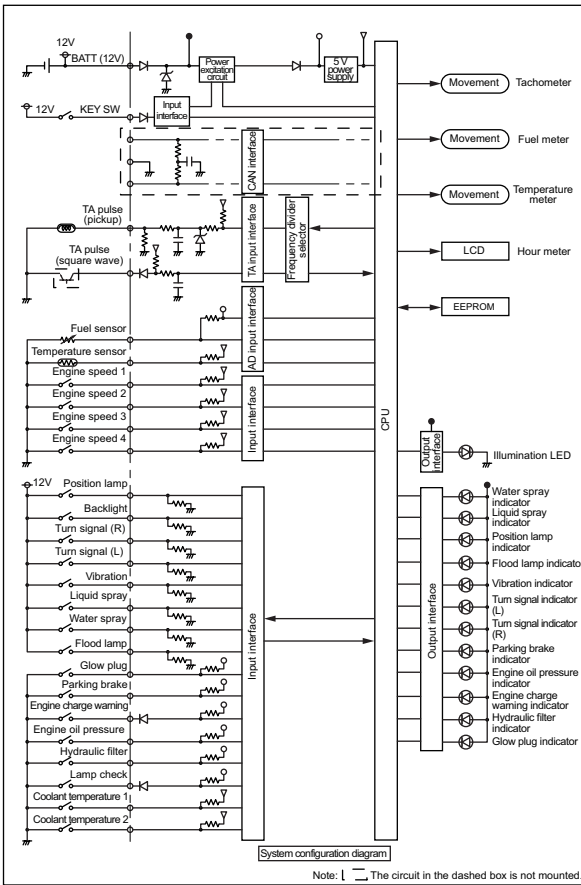 12V
BATT (12V)
Power
excitation
circuit
5 V
power
supply
12V
KEY SW
Input
interface
CAN interface
TA pulse
(pickup)
TA pulse
(square wave)
TA input interface
Frequency divider
selector
Fuel sensor
Temperature sensor
AD input interface
Engine speed 1
Engine speed 2
Engine speed 3
Engine speed 4
Input interface
12V
Position lamp
Backlight
Turn signal (R)
Turn signal (L)
Vibration
Liquid spray
Water spray
Flood lamp
Glow plug
Parking brake
Engine charge warning
Engine oil pressure
Hydraulic filter
Lamp check
Coolant temperature 1
Coolant temperature 2
Input interface
CPU
Movement
Tachometer
Movement
Fuel meter
Movement
Temperature
meter
LCD
Hour meter
EEPROM
Output
interface
Illumination LED
Output interface
Water spray
indicator
Liquid spray
indicator
Position lamp
indicator
Flood lamp indicato
Vibration indicator
Turn signal indicator
(L)
Turn signal indicator
(R)
Parking brake
indicator
Engine oil pressure
indicator
Engine charge
warning indicator
Hydraulic filter
indicator
Glow plug indicator
System configuration diagram
Note: The circuit in the dashed box is not mounted.